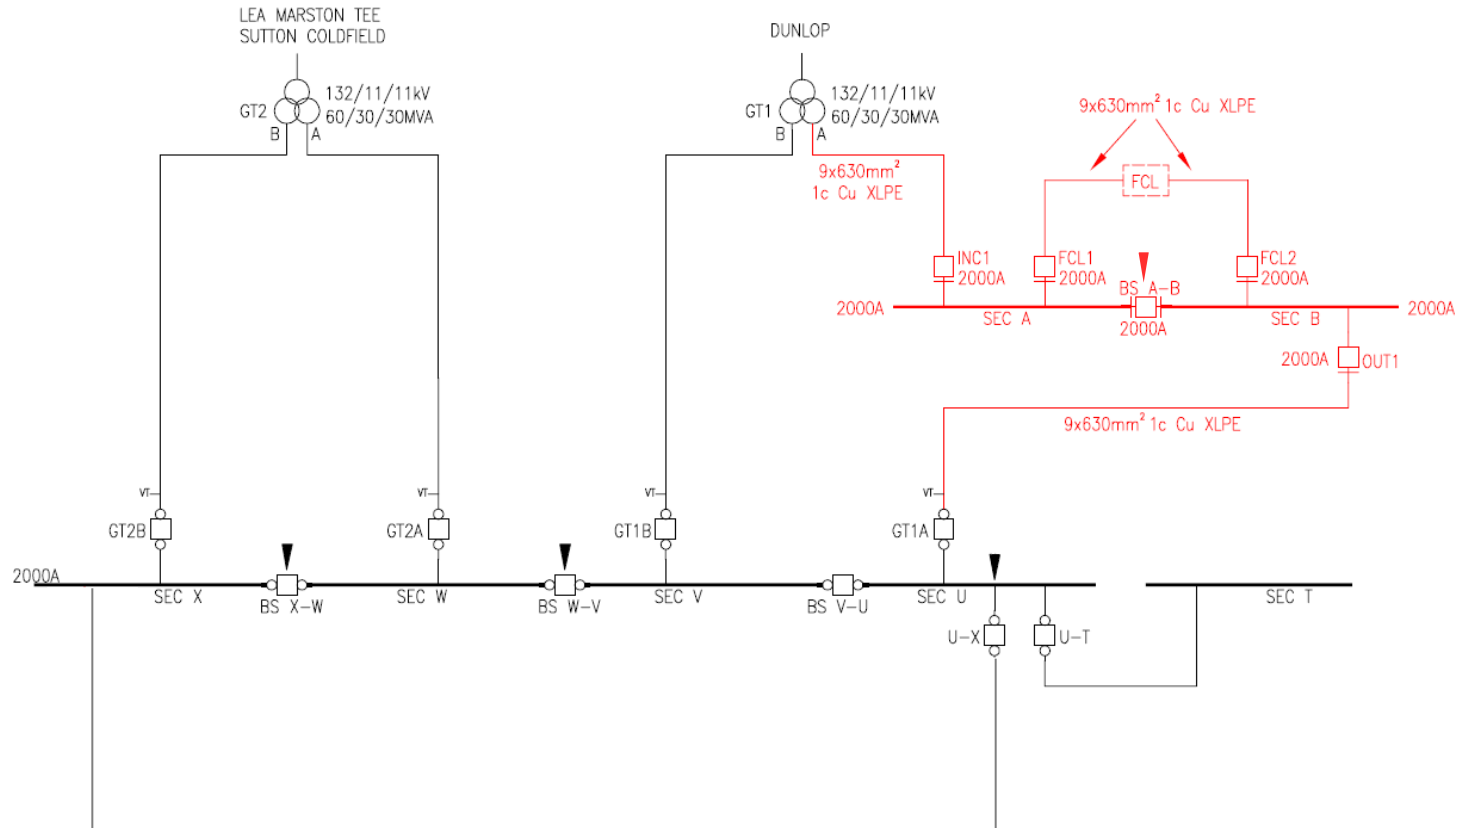 LEA MARSTON TEE
SUTTON COLDFIELD
DUNLOP
GT2
132/11/11kV
60/30/30MVA
B
A
GT1
132/11/11kV
60/30/30MVA
B
A
9x630mm² 1c Cu XLPE
9x630mm²
1c Cu XLPE
FCL
INC1
2000A
FCL1
2000A
BS A-B
2000A
FCL2
2000A
2000A
SEC A
SEC B
2000A
2000A
OUT1
9x630mm² 1c Cu XLPE
VT
VT
VT
VT
GT2B
GT2A
GT1B
GT1A
2000A
SEC X
BS X-W
SEC W
BS W-V
SEC V
BS V-U
SEC U
SEC T
U-X
U-T